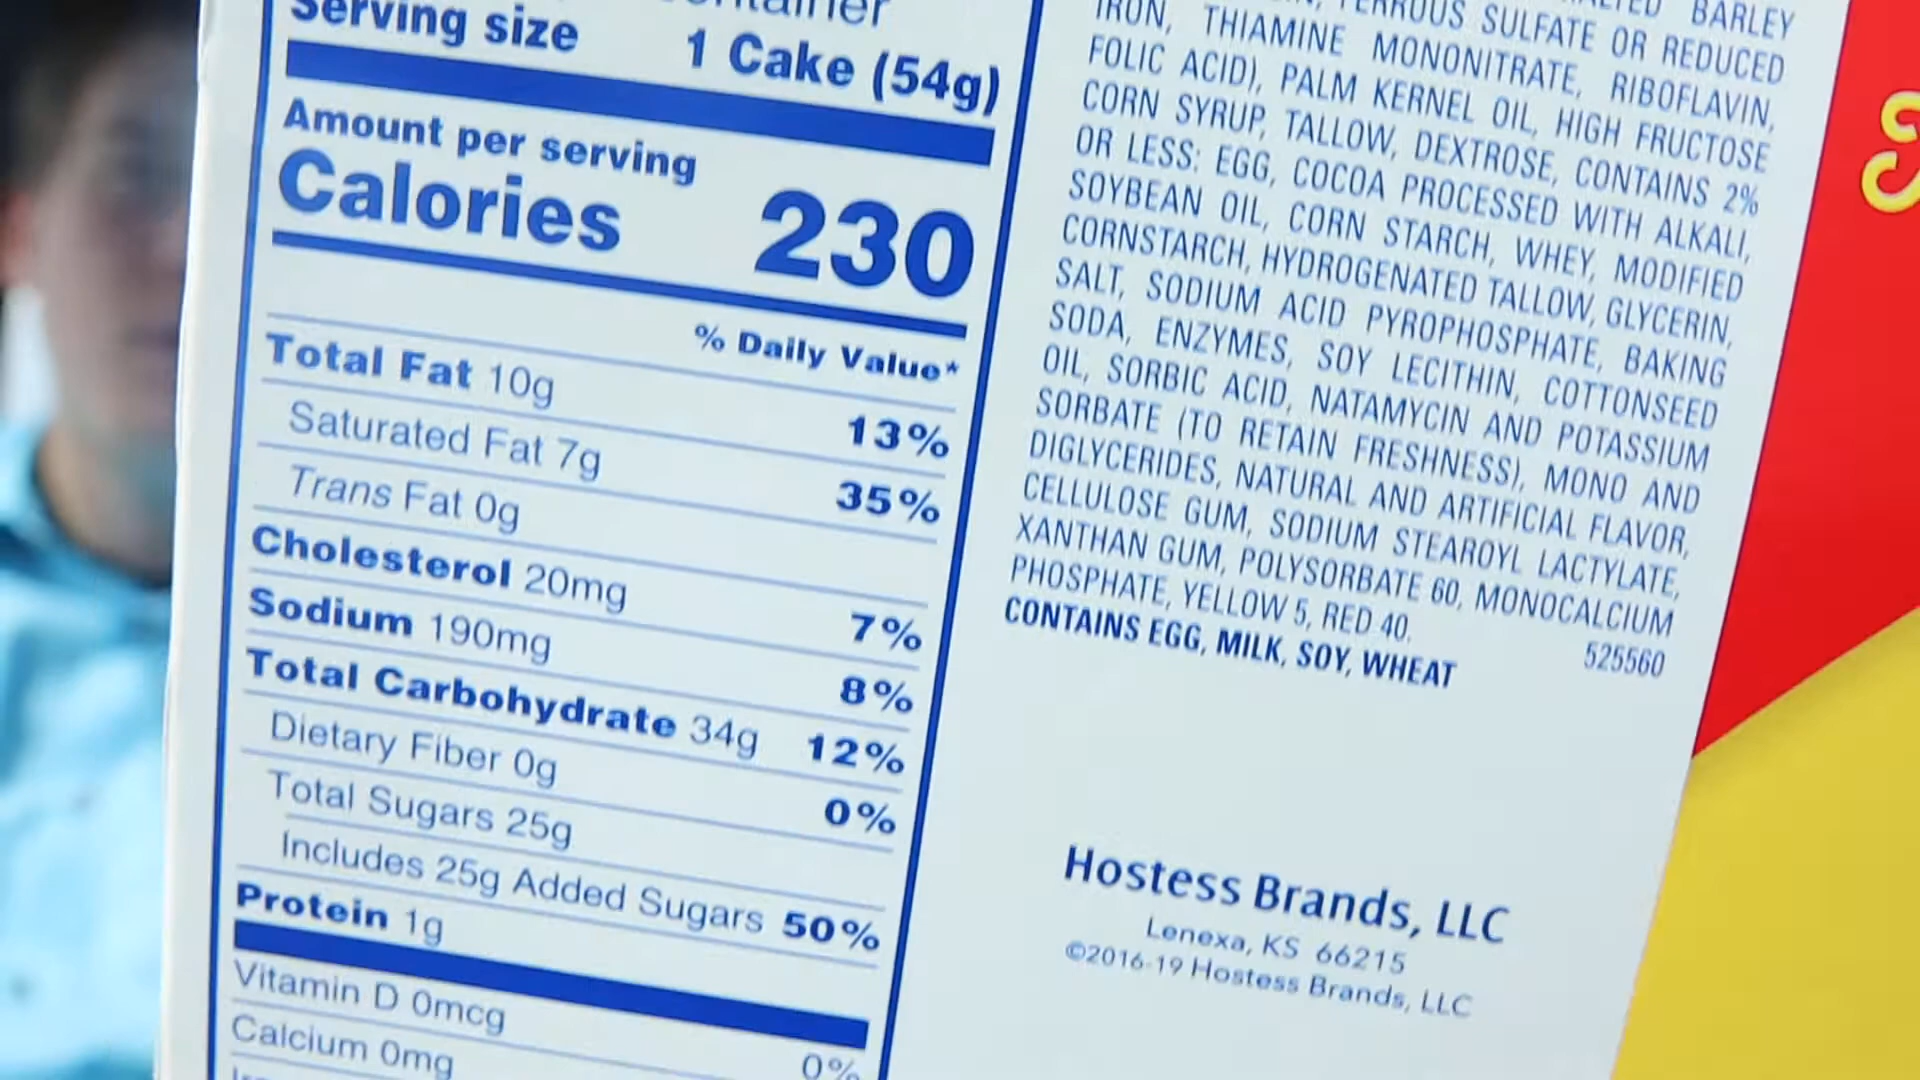 Serving size 1 Cake (54g)
Amount per serving
Calories 230
% Daily Value*
Total Fat 10g 13%
Saturated Fat 7g 35%
Trans Fat 0g
Cholesterol 20mg 7%
Sodium 190mg 8%
Total Carbohydrate 34g 12%
Dietary Fiber 0g 0%
Total Sugars 25g
Includes 25g Added Sugars 50%
Protein 1g
Vitamin D 0mcg 0%
Calcium 0mg
BARLEY
IRON, FERROUS SULFATE OR REDUCED
THIAMINE MONONITRATE, RIBOFLAVIN,
FOLIC ACID), PALM KERNEL OIL, HIGH FRUCTOSE
CORN SYRUP, TALLOW, DEXTROSE, CONTAINS 2%
OR LESS: EGG, COCOA PROCESSED WITH ALKALI,
SOYBEAN OIL, CORN STARCH, WHEY, MODIFIED
CORNSTARCH, HYDROGENATED TALLOW, GLYCERIN,
SALT, SODIUM ACID PYROPHOSPHATE, BAKING
SODA, ENZYMES, SOY LECITHIN, COTTONSEED
OIL, SORBIC ACID, NATAMYCIN AND POTASSIUM
SORBATE (TO RETAIN FRESHNESS), MONO AND
DIGLYCERIDES, NATURAL AND ARTIFICIAL FLAVOR,
CELLULOSE GUM, SODIUM STEAROYL LACTYLATE,
XANTHAN GUM, POLYSORBATE 60, MONOCALCIUM
PHOSPHATE, YELLOW 5, RED 40.
CONTAINS EGG, MILK, SOY, WHEAT 525560
Hostess Brands, LLC
Lenexa, KS 66215
©2016-19 Hostess Brands, LLC